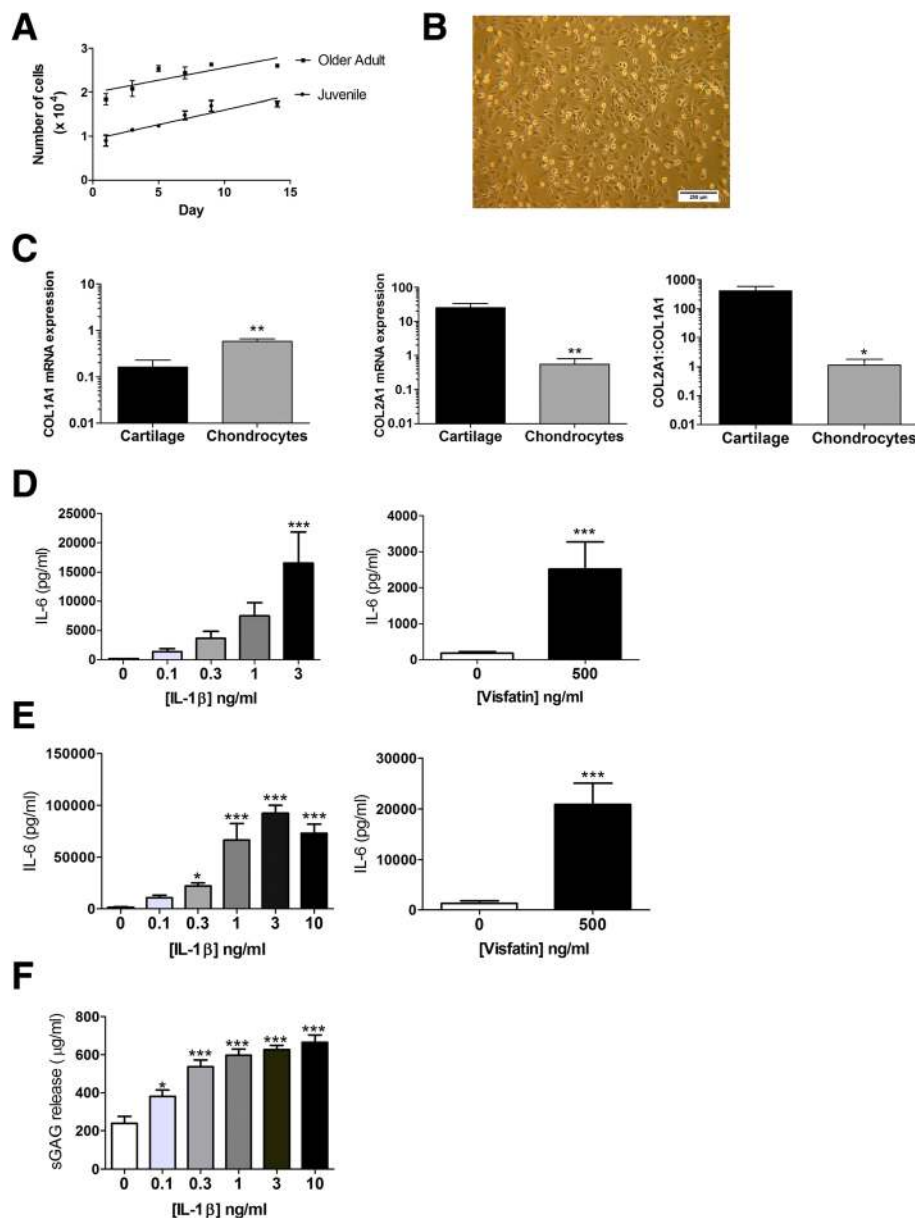 A
Number of cells
(x 10⁻⁴)
3
2
1
0
0
5
10
15
Day
Older Adult
Juvenile
B
200 µm
C
COL1A1 mRNA expression
10
1
0.1
0.01
**
Cartilage
Chondrocytes
COL2A1 mRNA expression
100
10
1
0.1
0.01
**
Cartilage
Chondrocytes
COL2A1:COL1A1
1000
100
10
1
0.1
0.01
*
Cartilage
Chondrocytes
D
IL-6 (pg/ml)
25000
20000
15000
10000
5000
0
***
0 0.1 0.3 1 3
[IL-1β] ng/ml
IL-6 (pg/ml)
4000
3000
2000
1000
0
***
0 500
[Visfatin] ng/ml
E
IL-6 (pg/ml)
150000
100000
50000
0
* *** *** ***
0 0.1 0.3 1 3 10
[IL-1β] ng/ml
IL-6 (pg/ml)
30000
20000
10000
0
***
0 500
[Visfatin] ng/ml
F
sGAG release ( µg/ml)
800
600
400
200
0
* *** *** *** ***
0 0.1 0.3 1 3 10
[IL-1β] ng/ml